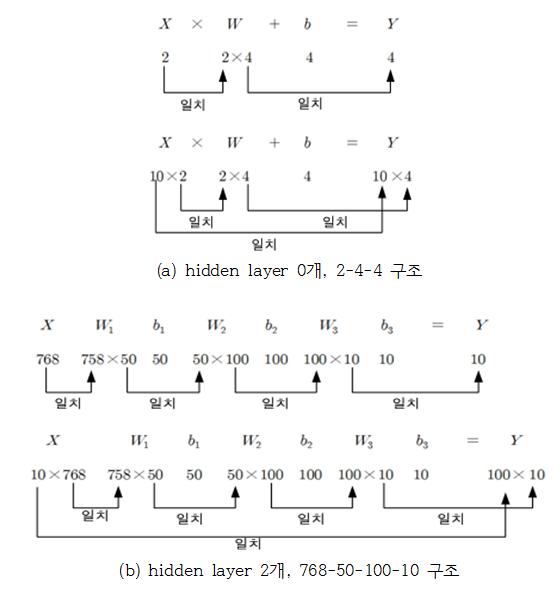 X × W + b = Y
2 2×4 4 4
일치 일치
X × W + b = Y
10×2 2×4 4 10×4
일치 일치
일치
(a) hidden layer 0개, 2-4-4 구조
X W₁ b₁ W₂ b₂ W₃ b₃ = Y
768 758×50 50 50×100 100 100×10 10 10
일치 일치 일치 일치
X W₁ b₁ W₂ b₂ W₃ b₃ = Y
10×768 758×50 50 50×100 100 100×10 10 100×10
일치 일치 일치 일치
일치
(b) hidden layer 2개, 768-50-100-10 구조